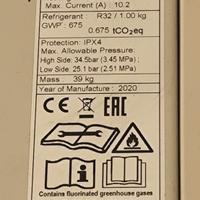 Max. Current (A) : 10.2
Refrigerant : R32 / 1.00 kg
GWP : 675
0.675 tCO₂eq
Protection: IPX4
Max. Allowable Pressure:
High Side: 34.5bar (3.45 MPa) ;
Low Side: 25.1 bar (2.51 MPa)
Mass : 39 kg
Year of Manufacture : 2020
CE EAC
Contains fluorinated greenhouse gases